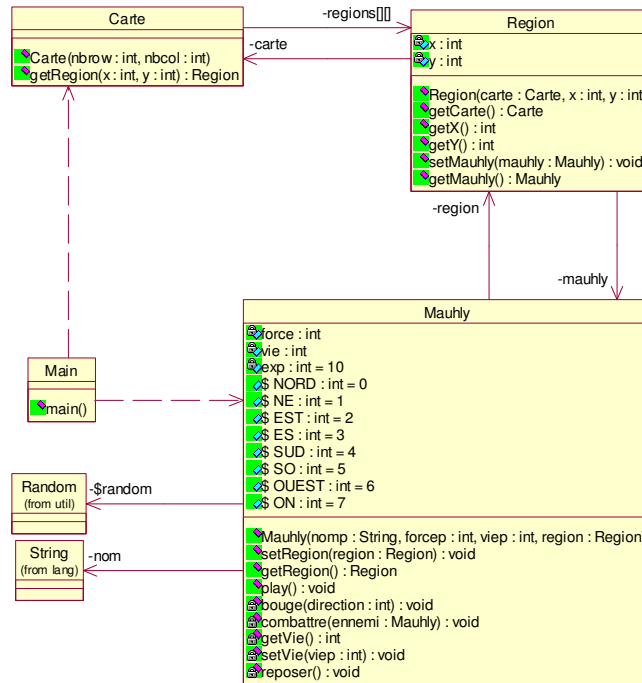 Carte
-regions[][]
Region
-carte
x : int
y : int
Carte(nbrow : int, nbcol : int)
getRegion(x : int, y : int) : Region
Region(carte : Carte, x : int, y : int
getCarte() : Carte
getX() : int
getY() : int
setMauhly(mauhly : Mauhly) : void
getMauhly() : Mauhly
-region
-mauhly
Mauhly
force : int
vie : int
exp : int = 10
$ NORD : int = 0
$ NE : int = 1
$ EST : int = 2
$ ES : int = 3
$ SUD : int = 4
$ SO : int = 5
$ OUEST : int = 6
$ ON : int = 7
Main
main()
Random
(from util)
-$random
String
(from lang)
-nom
Mauhly(nomp : String, forcep : int, viep : int, region : Region
setRegion(region : Region) : void
getRegion() : Region
play() : void
bouge(direction : int) : void
combattre(ennemi : Mauhly) : void
getVie() : int
setVie(viep : int) : void
reposer() : void